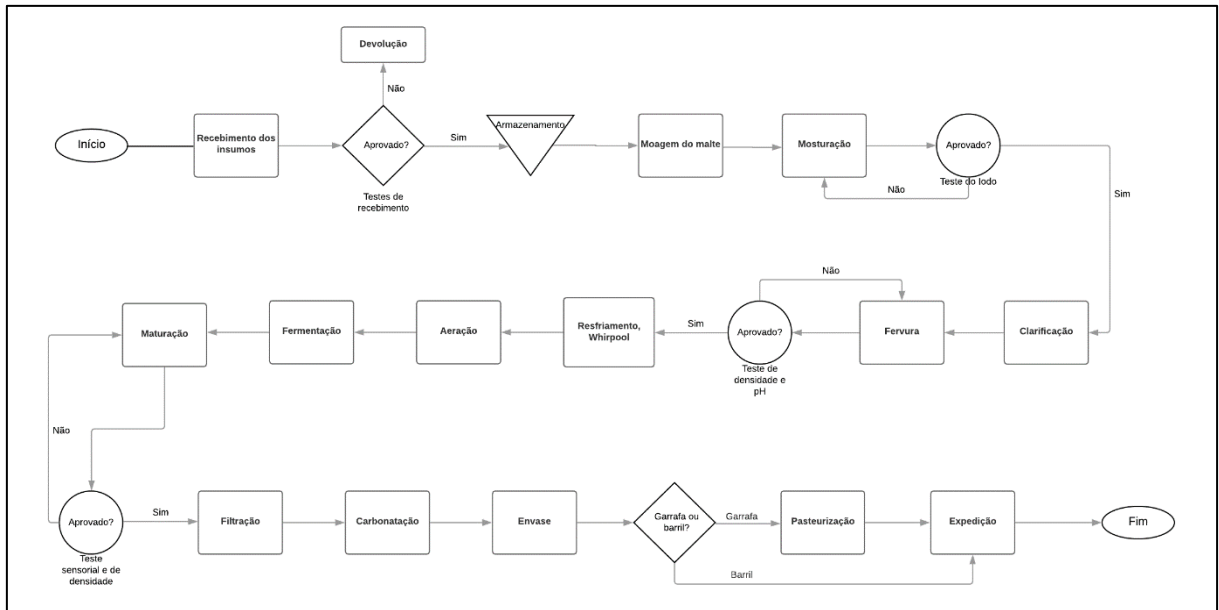 Devolução
Não
Início
Recebimento dos
insumos
Aprovado?
Testes de
recebimento
Sim
Armazenamento
Moagem do malte
Mosturação
Aprovado?
Teste do Iodo
Não
Sim
Clarificação
Fervura
Não
Aprovado?
Teste de
densidade e
pH
Sim
Resfriamento,
Whirpool
Aeração
Fermentação
Maturação
Não
Aprovado?
Teste
sensorial e de
densidade
Sim
Filtração
Carbonatação
Envase
Garrafa ou
barril?
Garrafa
Barril
Pasteurização
Expedição
Fim